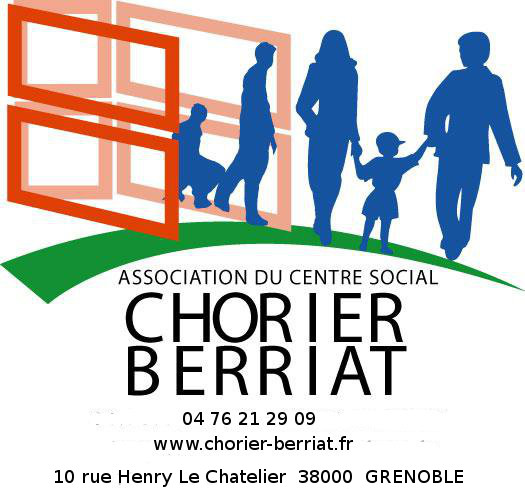 ASSOCIATION DU CENTRE SOCIAL
CHORIER
BERRIAT
04 76 21 29 09
www.chorier-berriat.fr
10 rue Henry Le Chatelier 38000 GRENOBLE